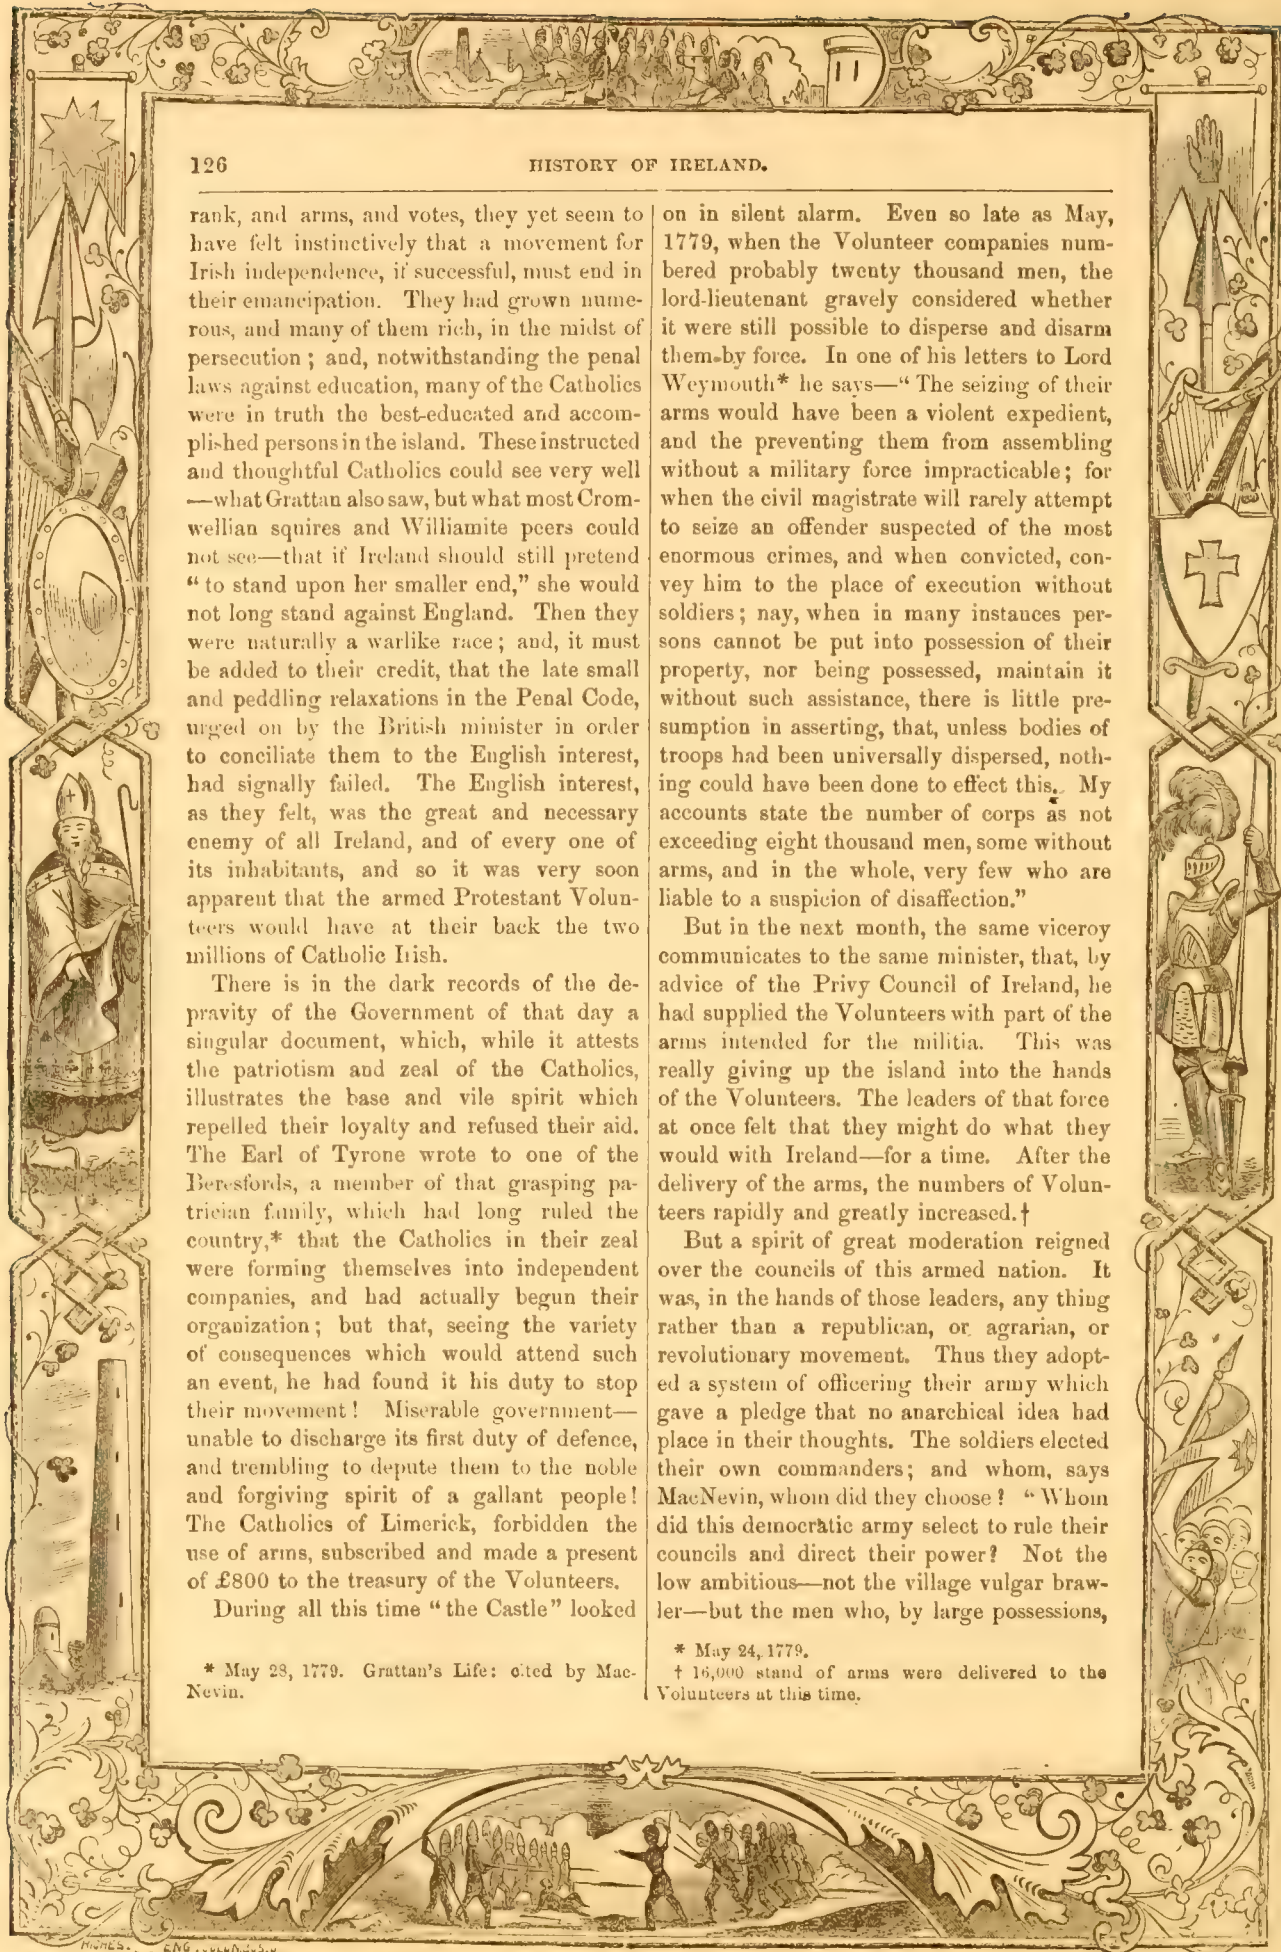 126
HISTORY OF IRELAND.
rank, and arms, and votes, they yet seem to
have felt instinctively that a movement for
Irish independence, if successful, must end in
their emancipation. They had grown nume-
rous, and many of them rich, in the midst of
persecution; and, notwithstanding the penal
laws against education, many of the Catholics
were in truth the best-educated and accom-
plished persons in the island. These instructed
and thoughtful Catholics could see very well
—what Grattan also saw, but what most Crom-
wellian squires and Williamite peers could
not see—that if Ireland should still pretend
“to stand upon her smaller end,” she would
not long stand against England. Then they
were naturally a warlike race; and, it must
be added to their credit, that the late small
and peddling relaxations in the Penal Code,
urged on by the British minister in order
to conciliate them to the English interest,
had signally failed. The English interest,
as they felt, was the great and necessary
enemy of all Ireland, and of every one of
its inhabitants, and so it was very soon
apparent that the armed Protestant Volun-
teers would have at their back the two
millions of Catholic Irish.
There is in the dark records of the de-
pravity of the Government of that day a
singular document, which, while it attests
the patriotism and zeal of the Catholics,
illustrates the base and vile spirit which
repelled their loyalty and refused their aid.
The Earl of Tyrone wrote to one of the
Beresfords, a member of that grasping pa-
trician family, which had long ruled the
country,* that the Catholics in their zeal
were forming themselves into independent
companies, and had actually begun their
organization; but that, seeing the variety
of consequences which would attend such
an event, he had found it his duty to stop
their movement! Miserable government—
unable to discharge its first duty of defence,
and trembling to depute them to the noble
and forgiving spirit of a gallant people!
The Catholics of Limerick, forbidden the
use of arms, subscribed and made a present
of £800 to the treasury of the Volunteers.
During all this time “the Castle” looked
* May 28, 1779. Grattan's Life: cited by Mac-
Nevin.
on in silent alarm. Even so late as May,
1779, when the Volunteer companies num-
bered probably twenty thousand men, the
lord-lieutenant gravely considered whether
it were still possible to disperse and disarm
them by force. In one of his letters to Lord
Weymouth* he says—“The seizing of their
arms would have been a violent expedient,
and the preventing them from assembling
without a military force impracticable; for
when the civil magistrate will rarely attempt
to seize an offender suspected of the most
enormous crimes, and when convicted, con-
vey him to the place of execution without
soldiers; nay, when in many instances per-
sons cannot be put into possession of their
property, nor being possessed, maintain it
without such assistance, there is little pre-
sumption in asserting, that, unless bodies of
troops had been universally dispersed, noth-
ing could have been done to effect this. My
accounts state the number of corps as not
exceeding eight thousand men, some without
arms, and in the whole, very few who are
liable to a suspicion of disaffection.”
But in the next month, the same viceroy
communicates to the same minister, that, by
advice of the Privy Council of Ireland, he
had supplied the Volunteers with part of the
arms intended for the militia. This was
really giving up the island into the hands
of the Volunteers. The leaders of that force
at once felt that they might do what they
would with Ireland—for a time. After the
delivery of the arms, the numbers of Volun-
teers rapidly and greatly increased.†
But a spirit of great moderation reigned
over the councils of this armed nation. It
was, in the hands of those leaders, any thing
rather than a republican, or agrarian, or
revolutionary movement. Thus they adopt-
ed a system of officering their army which
gave a pledge that no anarchical idea had
place in their thoughts. The soldiers elected
their own commanders; and whom, says
MacNevin, whom did they choose? “Whom
did this democratic army select to rule their
councils and direct their power? Not the
low ambitious—not the village vulgar braw-
ler—but the men who, by large possessions,
* May 24, 1779.
† 16,000 stand of arms were delivered to the
Volunteers at this time.